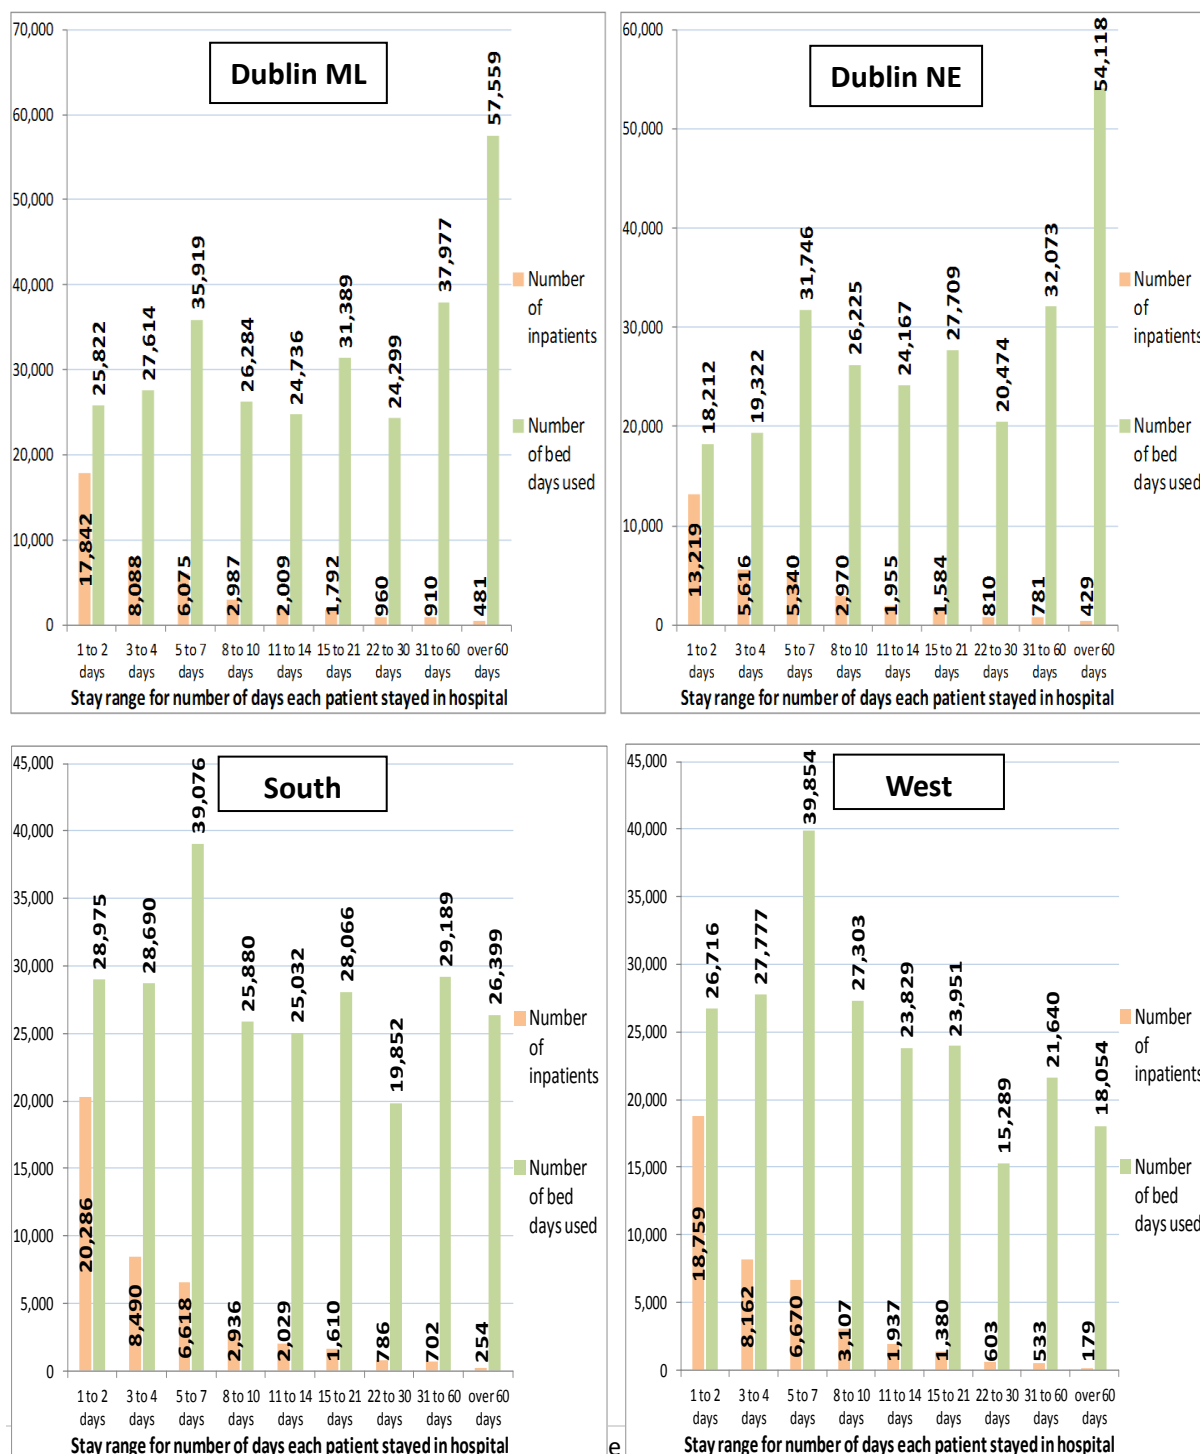 Dublin ML
70,000
60,000
50,000
40,000
30,000
20,000
10,000
0
25,822
27,614
35,919
26,284
24,736
31,389
24,299
37,977
57,559
17,842
8,088
6,075
2,987
2,009
1,792
960
910
481
1 to 2 days
3 to 4 days
5 to 7 days
8 to 10 days
11 to 14 days
15 to 21 days
22 to 30 days
31 to 60 days
over 60 days
Stay range for number of days each patient stayed in hospital
Number
of
inpatients
Number
of bed
days used
Dublin NE
60,000
50,000
40,000
30,000
20,000
10,000
0
18,212
19,322
31,746
26,225
24,167
27,709
20,474
32,073
54,118
13,219
5,616
5,340
2,970
1,955
1,584
810
781
429
1 to 2 days
3 to 4 days
5 to 7 days
8 to 10 days
11 to 14 days
15 to 21 days
22 to 30 days
31 to 60 days
over 60 days
Stay range for number of days each patient stayed in hospital
Number
of
inpatients
Number
of bed
days used
South
45,000
40,000
35,000
30,000
25,000
20,000
15,000
10,000
5,000
0
28,975
28,690
39,076
25,880
25,032
28,066
19,852
29,189
26,399
20,286
8,490
6,618
2,936
2,029
1,610
786
702
254
1 to 2 days
3 to 4 days
5 to 7 days
8 to 10 days
11 to 14 days
15 to 21 days
22 to 30 days
31 to 60 days
over 60 days
Stay range for number of days each patient stayed in hospital
Number
of
inpatients
Number
of bed
days used
West
45,000
40,000
35,000
30,000
25,000
20,000
15,000
10,000
5,000
0
26,716
27,777
39,854
27,303
23,829
23,951
15,289
21,640
18,054
18,759
8,162
6,670
3,107
1,937
1,380
603
533
179
1 to 2 days
3 to 4 days
5 to 7 days
8 to 10 days
11 to 14 days
15 to 21 days
22 to 30 days
31 to 60 days
over 60 days
Stay range for number of days each patient stayed in hospital
Number
of
inpatients
Number
of bed
days used
e